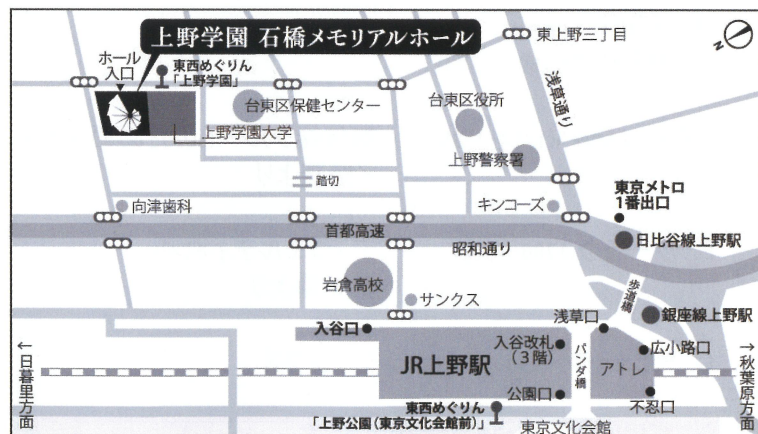 上野学園 石橋メモリアルホール
東上野三丁目
N
ホール
入口
東西めぐりん
「上野学園」
台東区保健センター
台東区役所
浅草通り
上野学園大学
上野警察署
踏切
向津歯科
キンコーズ
東京メトロ
1番出口
首都高速
昭和通り
日比谷線上野駅
岩倉高校
サンクス
歩道橋
浅草口
銀座線上野駅
入谷口
入谷改札
（3階）
パンダ橋
広小路口
アトレ
JR上野駅
←日暮里方面
→秋葉原方面
公園口
不忍口
東西めぐりん
「上野公園（東京文化会館前）」
東京文化会館